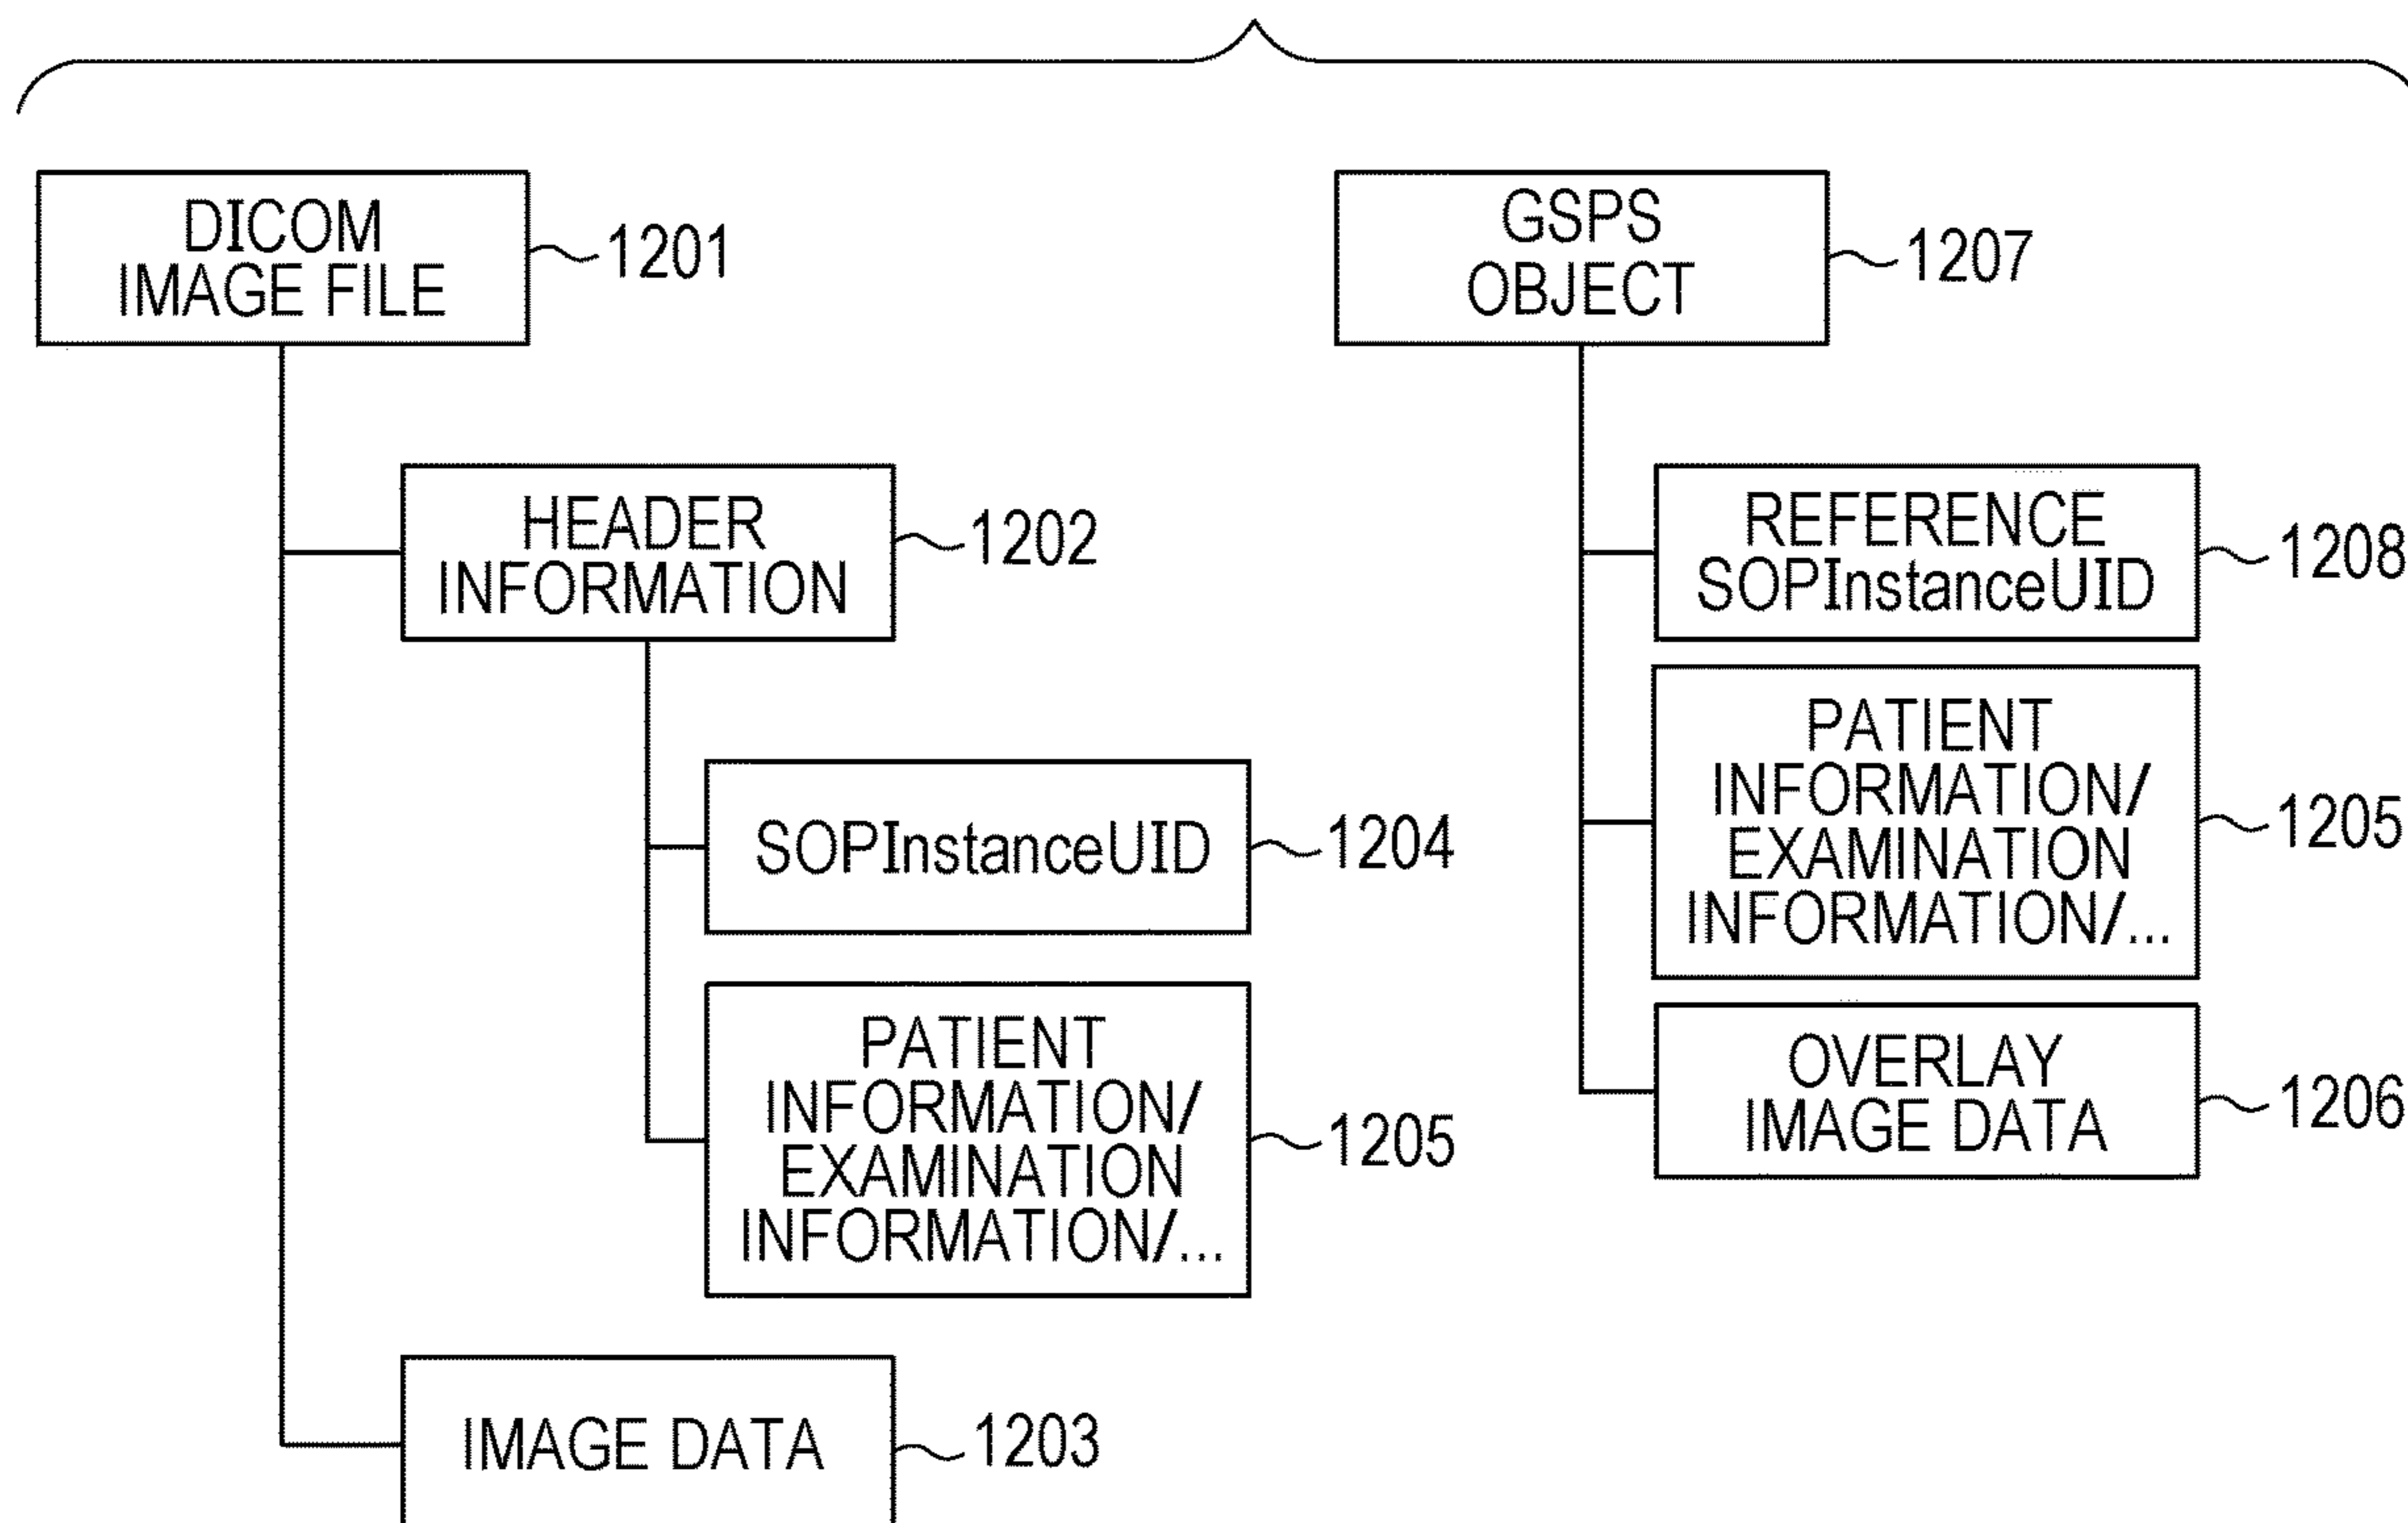 DICOM
IMAGE FILE
1201
HEADER
INFORMATION
1202
SOPInstanceUID
1204
PATIENT
INFORMATION/
EXAMINATION
INFORMATION/...
1205
IMAGE DATA
1203
GSPS
OBJECT
1207
REFERENCE
SOPInstanceUID
1208
PATIENT
INFORMATION/
EXAMINATION
INFORMATION/...
1205
OVERLAY
IMAGE DATA
1206